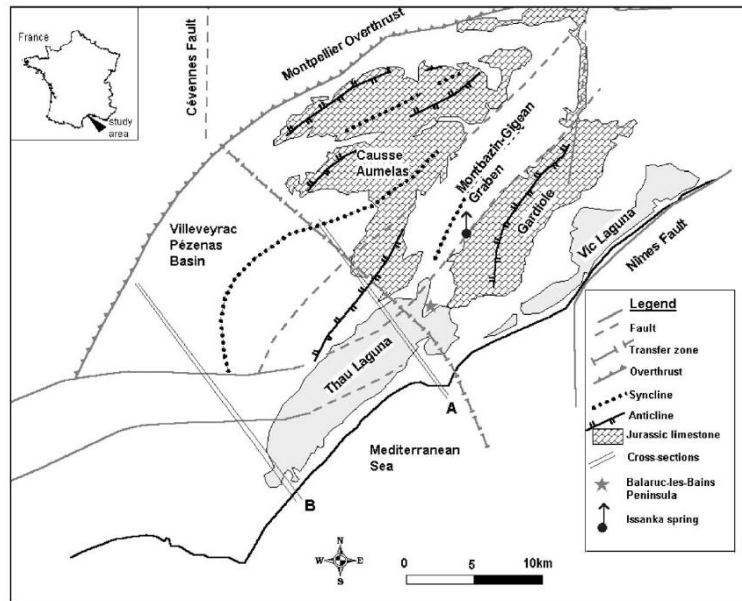 France
study
area
Cévennes Fault
Montpellier Overthrust
Causse
Aumelas
Montbazin-Gigean
Graben
Gardiole
Villeveyrac
Pézenas
Basin
Vic Laguna
Nîmes Fault
Thau Laguna
A
Mediterranean
Sea
B
Legend
Fault
Transfer zone
Overthrust
Syncline
Anticline
Jurassic limestone
Cross-sections
Balaruc-les-Bains
Peninsula
Issanka spring
N
W
E
S
0
5
10km